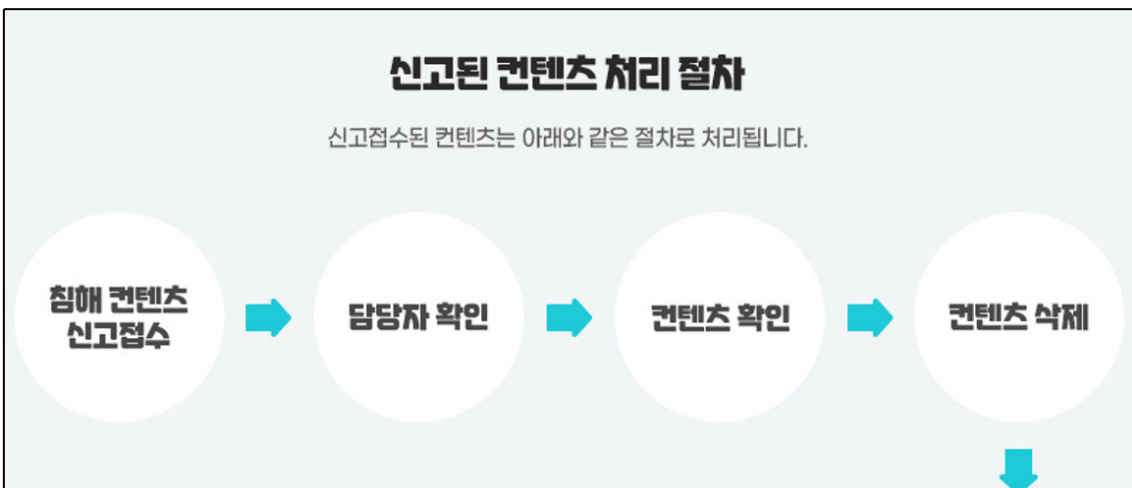 신고된 컨텐츠 처리 절차
신고접수된 컨텐츠는 아래와 같은 절차로 처리됩니다.
침해 컨텐츠
신고접수
담당자 확인
컨텐츠 확인
컨텐츠 삭제